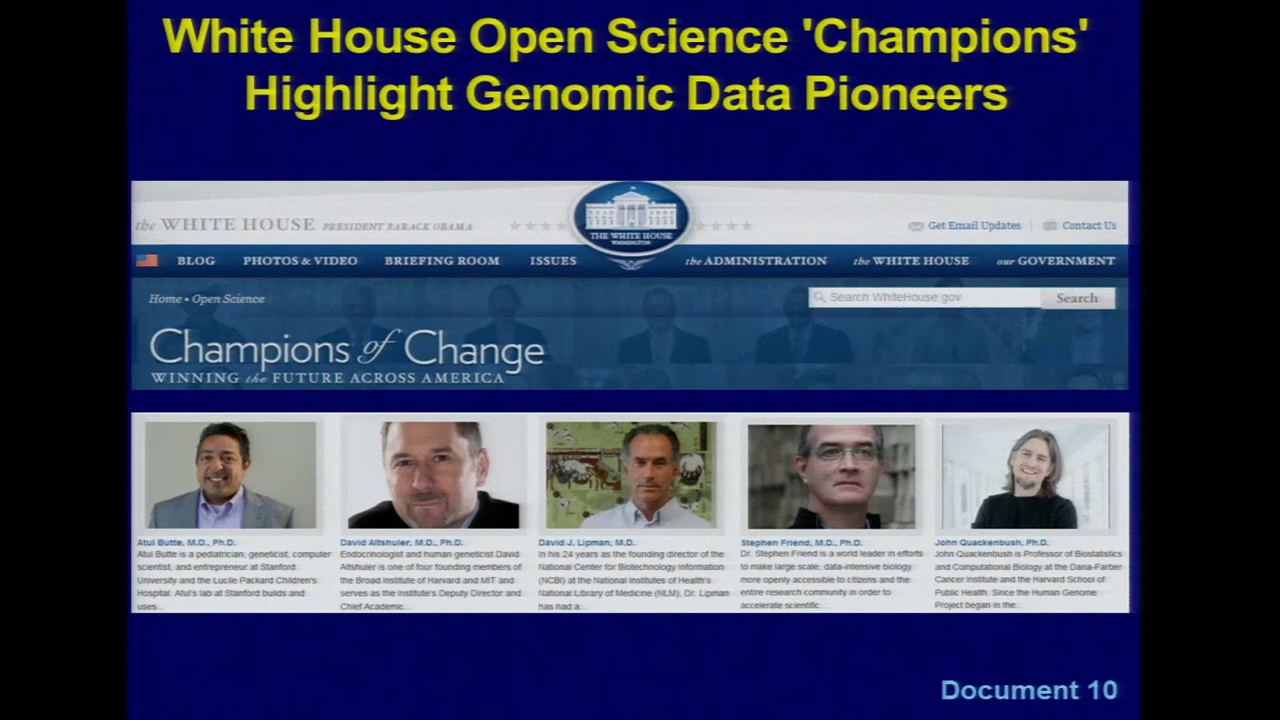 White House Open Science 'Champions'
Highlight Genomic Data Pioneers
the WHITE HOUSE PRESIDENT BARACK OBAMA
THE WHITE HOUSE
WASHINGTON
Get Email Updates
Contact Us
BLOG
PHOTOS & VIDEO
BRIEFING ROOM
ISSUES
the ADMINISTRATION
the WHITE HOUSE
our GOVERNMENT
Home • Open Science
Search WhiteHouse.gov
Search
Champions of Change
WINNING the FUTURE ACROSS AMERICA
Atul Butte, M.D., Ph.D.
Atul Butte is a pediatrician, geneticist, computer
scientist, and entrepreneur at Stanford
University and the Lucile Packard Children's
Hospital. Atul's lab at Stanford builds and
uses...
David Altshuler, M.D., Ph.D.
Endocrinologist and human geneticist David
Altshuler is one of four founding members of
the Broad Institute of Harvard and MIT and
serves as the Institute's Deputy Director and
Chief Academic...
David J. Lipman, M.D.
In his 24 years as the founding director of the
National Center for Biotechnology Information
(NCBI) at the National Institutes of Health's
National Library of Medicine (NLM), Dr. Lipman
has had a...
Stephen Friend, M.D., Ph.D.
Dr. Stephen Friend is a world leader in efforts
to make large scale, data-intensive biology
more openly accessible to citizens and the
entire research community in order to
accelerate scientific...
John Quackenbush, Ph.D.
John Quackenbush is Professor of Biostatistics
and Computational Biology at the Dana-Farber
Cancer Institute and the Harvard School of
Public Health. Since the Human Genome
Project began in the...
Document 10